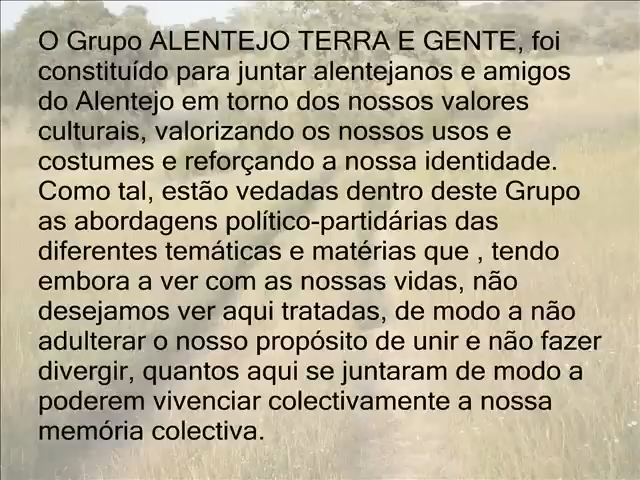 O Grupo ALENTEJO TERRA E GENTE, foi
constituído para juntar alentejanos e amigos
do Alentejo em torno dos nossos valores
culturais, valorizando os nossos usos e
costumes e reforçando a nossa identidade.
Como tal, estão vedadas dentro deste Grupo
as abordagens político-partidárias das
diferentes temáticas e matérias que , tendo
embora a ver com as nossas vidas, não
desejamos ver aqui tratadas, de modo a não
adulterar o nosso propósito de unir e não fazer
divergir, quantos aqui se juntaram de modo a
poderem vivenciar colectivamente a nossa
memória colectiva.